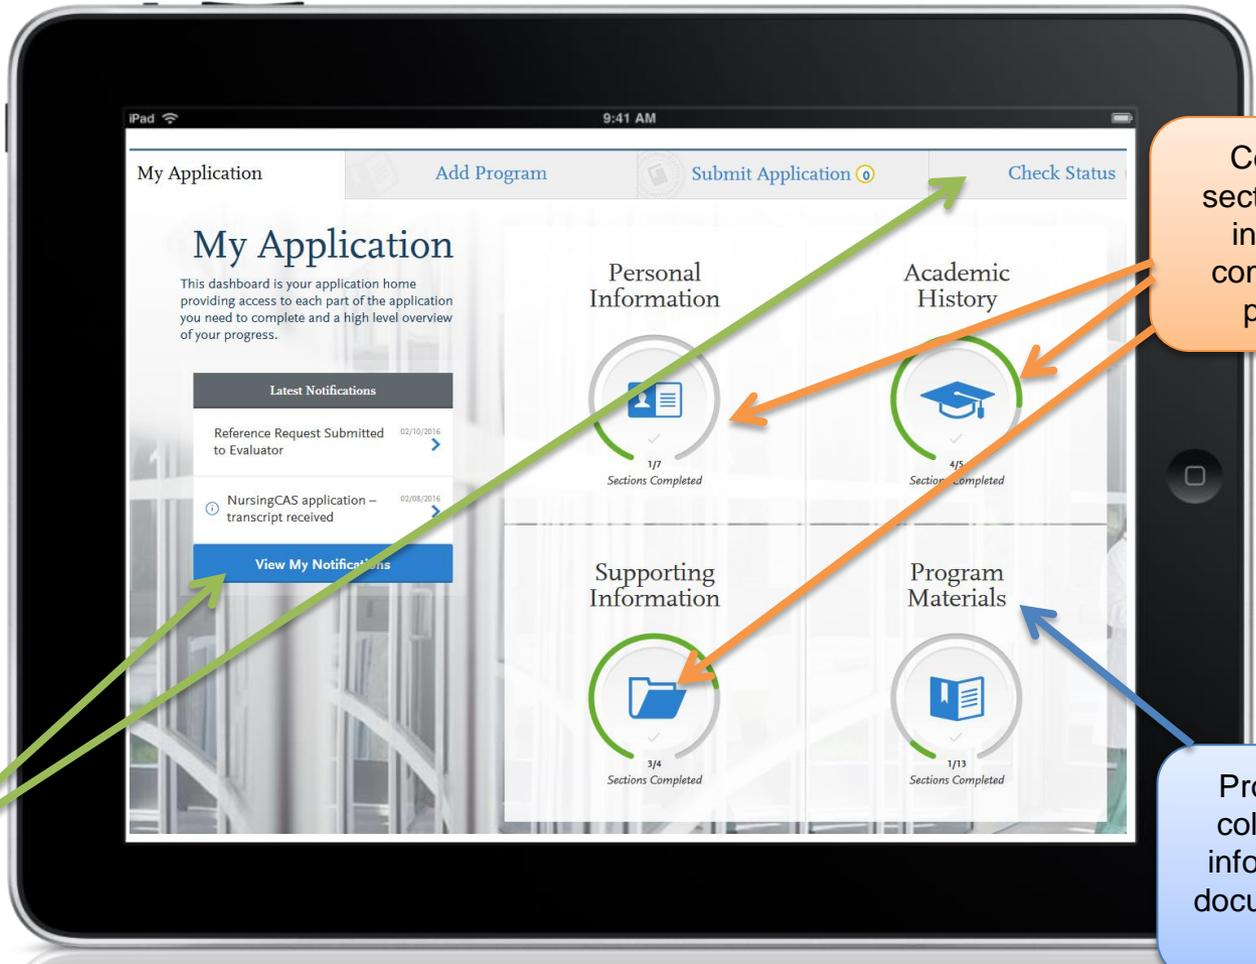 iPad
9:41 AM
My Application
Add Program
Submit Application 0
Check Status
My Application
This dashboard is your application home
providing access to each part of the application
you need to complete and a high level overview
of your progress.
Latest Notifications
Reference Request Submitted
to Evaluator
02/10/2016
NursingCAS application –
transcript received
02/08/2016
View My Notifications
Personal
Information
1/7
Sections Completed
Academic
History
4/5
Sections Completed
Supporting
Information
3/4
Sections Completed
Program
Materials
1/13
Sections Completed